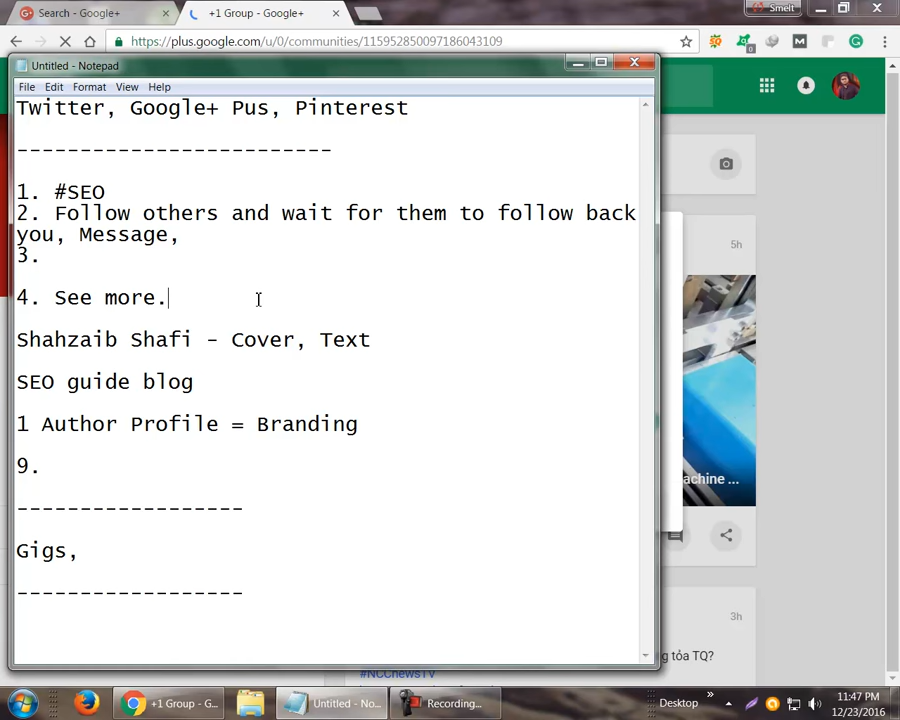 Search - Google+
+1 Group - Google+
Smelt
https://plus.google.com/u/0/communities/115952850097186043109
Untitled - Notepad
File Edit Format View Help
Twitter, Google+ Pus, Pinterest
-------------------------
1. #SEO
2. Follow others and wait for them to follow back
you, Message,
3.
4. See more.
Shahzaib Shafi - Cover, Text
SEO guide blog
1 Author Profile = Branding
9.
------------------
Gigs,
------------------
5h
achine ...
3h
g tỏa TQ?
#NCCnewsTV
+1 Group - G...
Untitled - No...
Recording...
Desktop
11:47 PM
12/23/2016